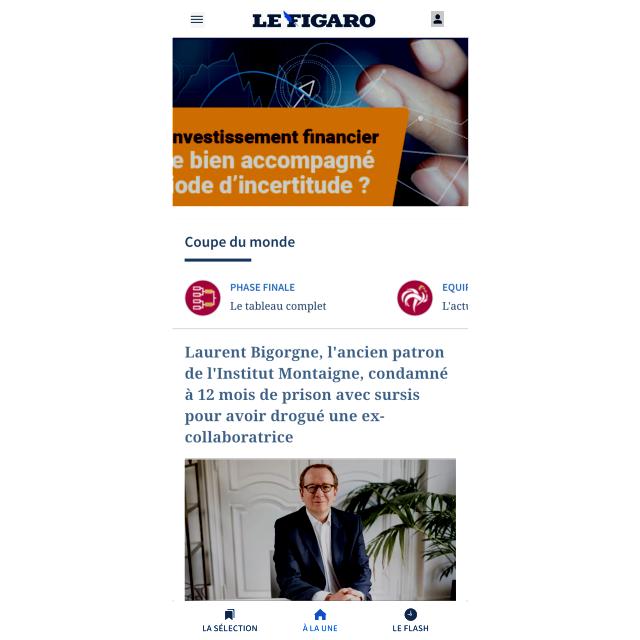 LE FIGARO
nvestissement financier
e bien accompagné
iode d'incertitude ?
Coupe du monde
PHASE FINALE
Le tableau complet
EQUIP
L'actu
Laurent Bigorgne, l'ancien patron
de l'Institut Montaigne, condamné
à 12 mois de prison avec sursis
pour avoir drogué une ex-
collaboratrice
LA SÉLECTION
À LA UNE
LE FLASH